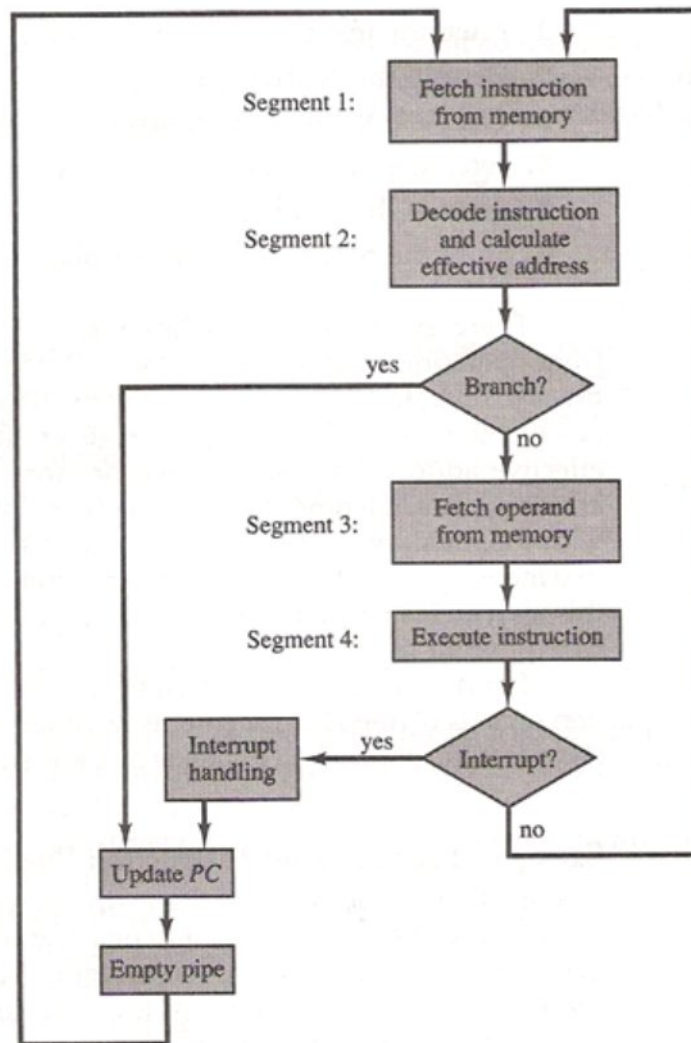 Segment 1:
Fetch instruction
from memory
Segment 2:
Decode instruction
and calculate
effective address
yes
Branch?
no
Segment 3:
Fetch operand
from memory
Segment 4:
Execute instruction
Interrupt
handling
yes
Interrupt?
no
Update PC
Empty pipe